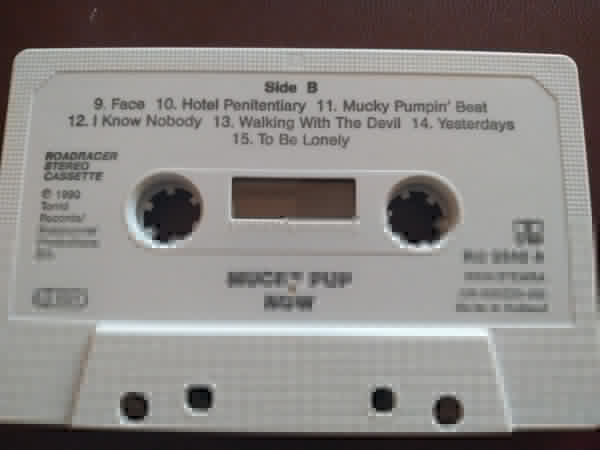 Side B
9. Face 10. Hotel Penitentiary 11. Mucky Pumpin' Beat
12. I Know Nobody 13. Walking With The Devil 14. Yesterdays
15. To Be Lonely
ROADRACER
STEREO
CASSETTE
© 1990
Torrid
Records/
MUCKY PUP
NOW